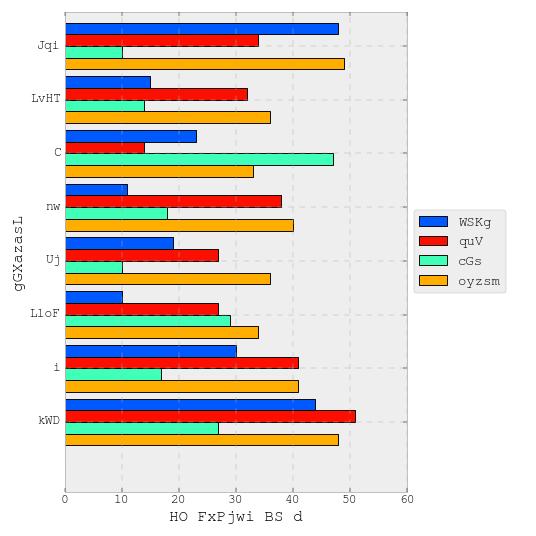 Jqi
LvHT
C
nw
Uj
LloF
i
kWD
gGXazasL
0 10 20 30 40 50 60
HO FxPjwi BS d
WSKg
quV
cGs
oyzsm